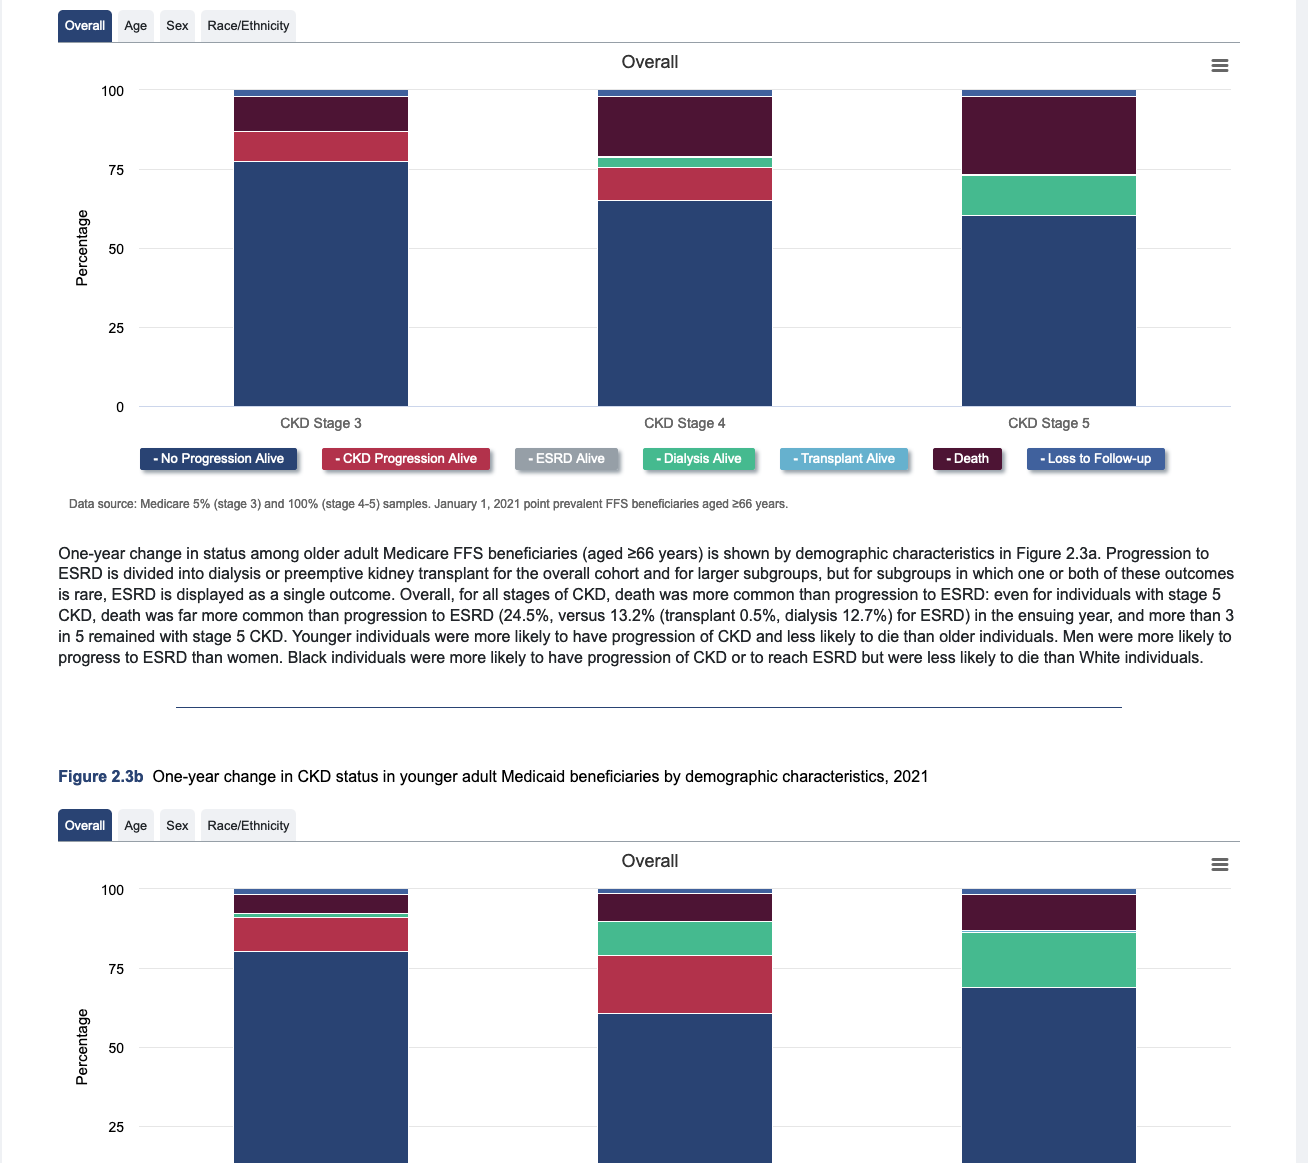 Overall Age Sex Race/Ethnicity
Overall
100
75
50
25
0
Percentage
CKD Stage 3 CKD Stage 4 CKD Stage 5
- No Progression Alive - CKD Progression Alive - ESRD Alive - Dialysis Alive - Transplant Alive - Death - Loss to Follow-up
Data source: Medicare 5% (stage 3) and 100% (stage 4-5) samples. January 1, 2021 point prevalent FFS beneficiaries aged ≥66 years.
One-year change in status among older adult Medicare FFS beneficiaries (aged ≥66 years) is shown by demographic characteristics in Figure 2.3a. Progression to
ESRD is divided into dialysis or preemptive kidney transplant for the overall cohort and for larger subgroups, but for subgroups in which one or both of these outcomes
is rare, ESRD is displayed as a single outcome. Overall, for all stages of CKD, death was more common than progression to ESRD: even for individuals with stage 5
CKD, death was far more common than progression to ESRD (24.5%, versus 13.2% (transplant 0.5%, dialysis 12.7%) for ESRD) in the ensuing year, and more than 3
in 5 remained with stage 5 CKD. Younger individuals were more likely to have progression of CKD and less likely to die than older individuals. Men were more likely to
progress to ESRD than women. Black individuals were more likely to have progression of CKD or to reach ESRD but were less likely to die than White individuals.
Figure 2.3b One-year change in CKD status in younger adult Medicaid beneficiaries by demographic characteristics, 2021
Overall Age Sex Race/Ethnicity
Overall
100
75
50
25
Percentage